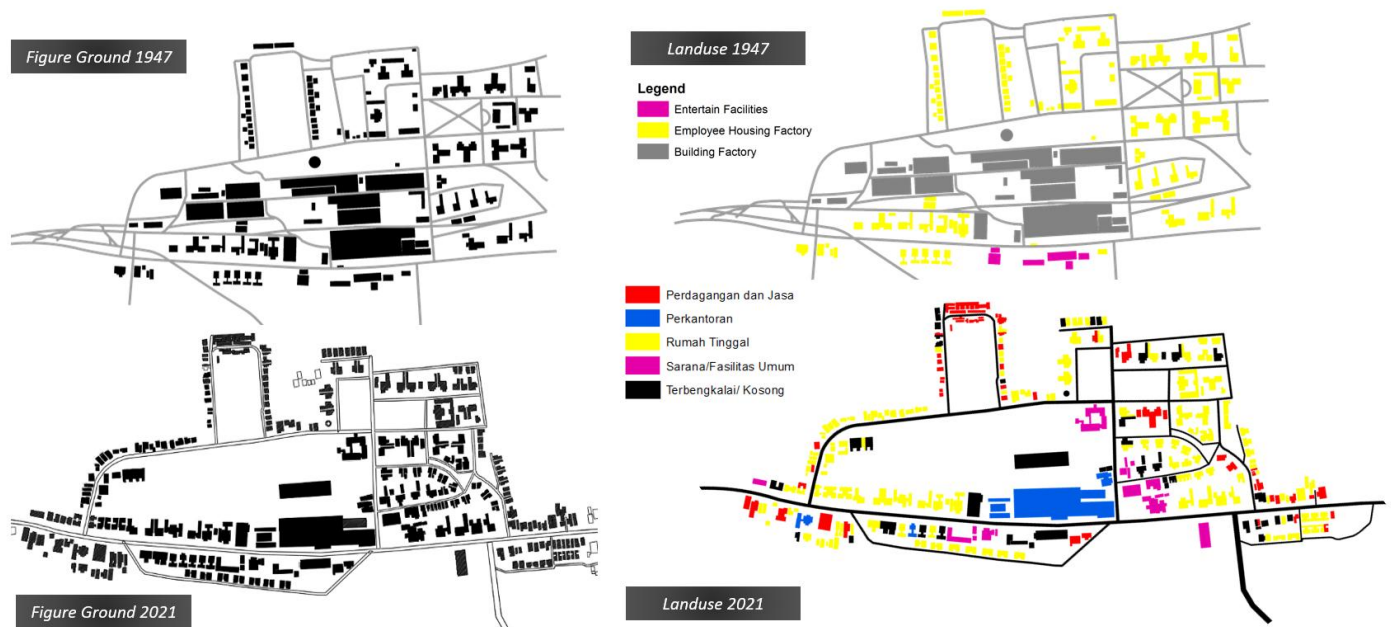 Figure Ground 1947
Landuse 1947
Legend
Entertain Facilities
Employee Housing Factory
Building Factory
Perdagangan dan Jasa
Perkantoran
Rumah Tinggal
Sarana/Fasilitas Umum
Terbengkalai/ Kosong
Figure Ground 2021
Landuse 2021